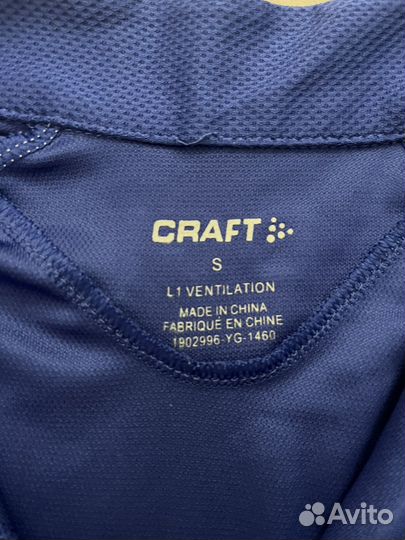 CRAFT
S
L1 VENTILATION
MADE IN CHINA
FABRIQUÉ EN CHINE
1902996-YG-1460
Avito